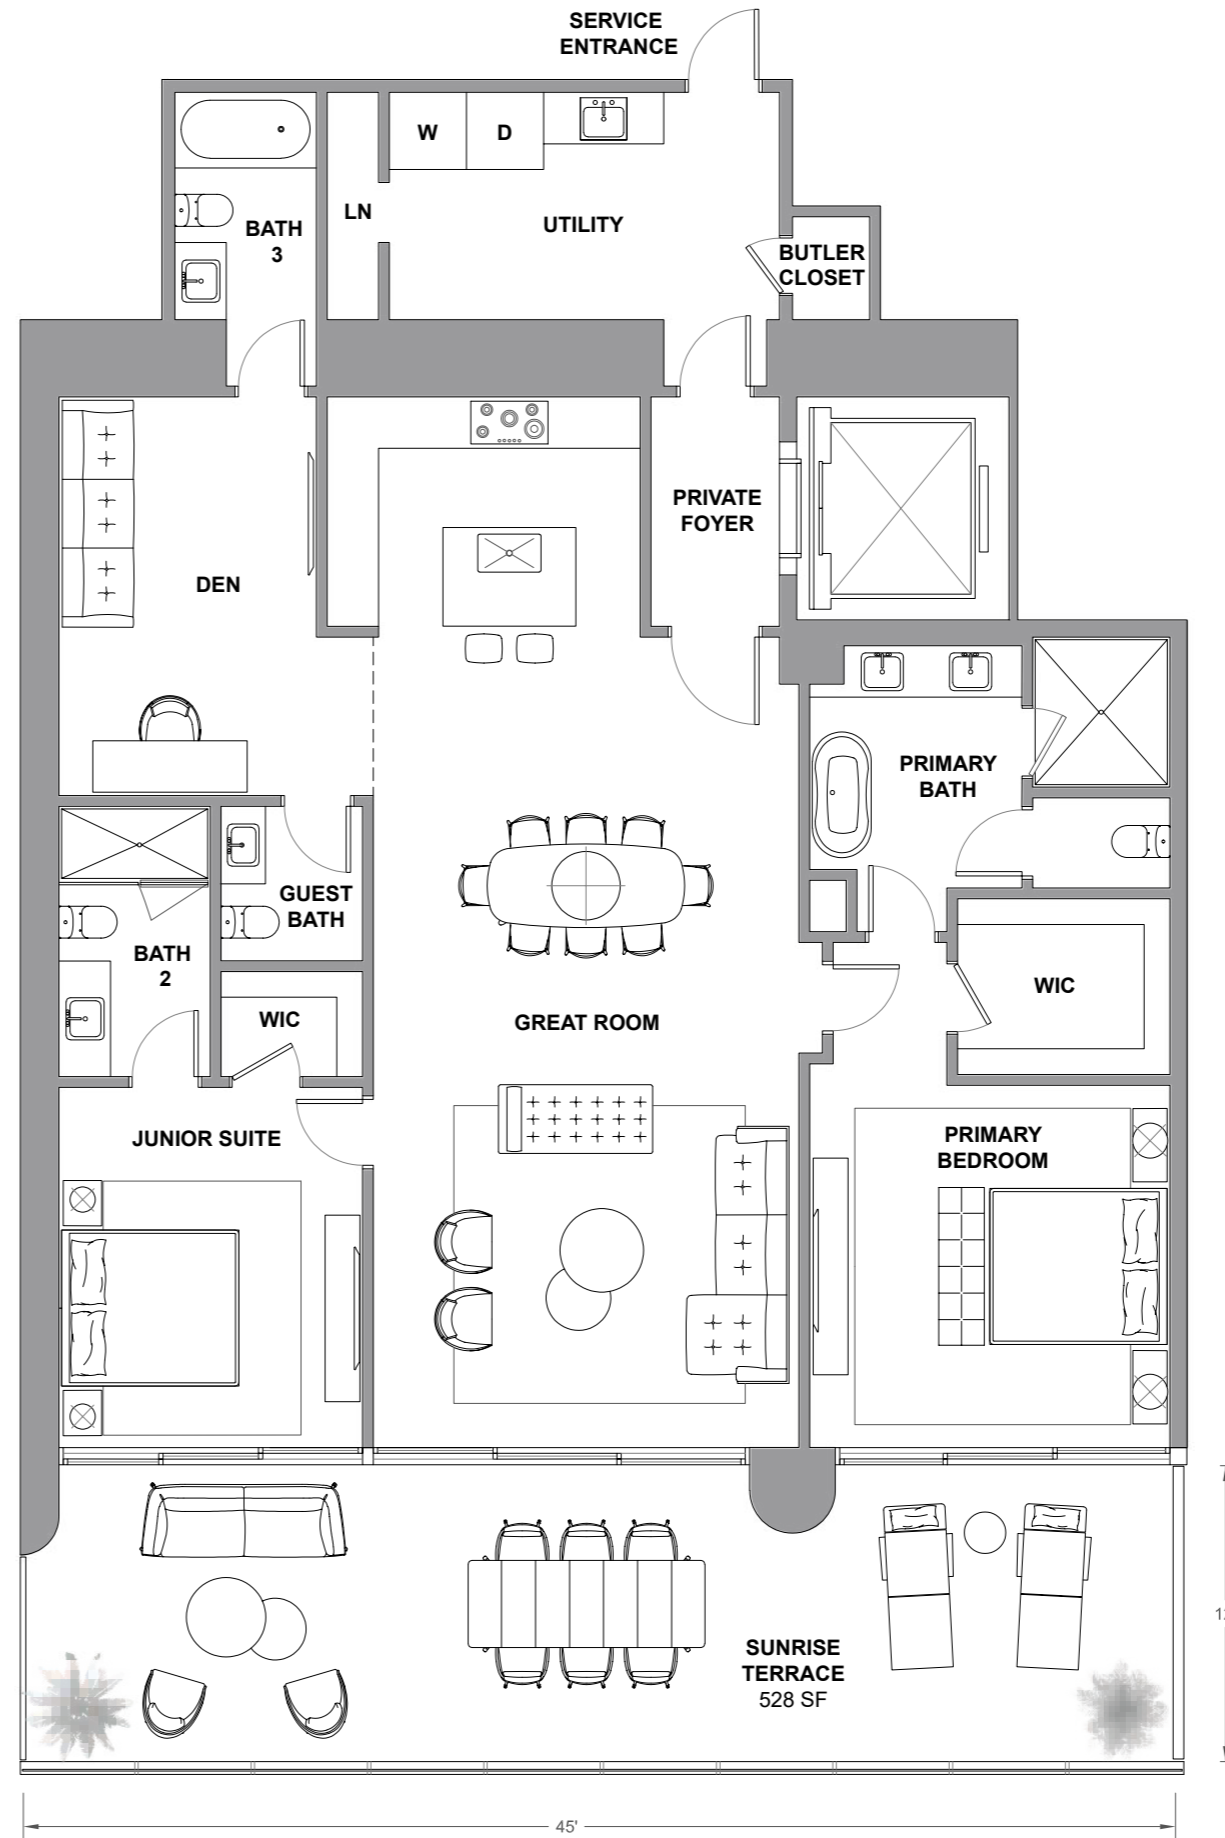 SERVICE
ENTRANCE
W
D
LN
BATH
3
UTILITY
BUTLER
CLOSET
PRIVATE
FOYER
DEN
PRIMARY
BATH
GUEST
BATH
BATH
2
WIC
WIC
GREAT ROOM
JUNIOR SUITE
PRIMARY
BEDROOM
SUNRISE
TERRACE
528 SF
45'